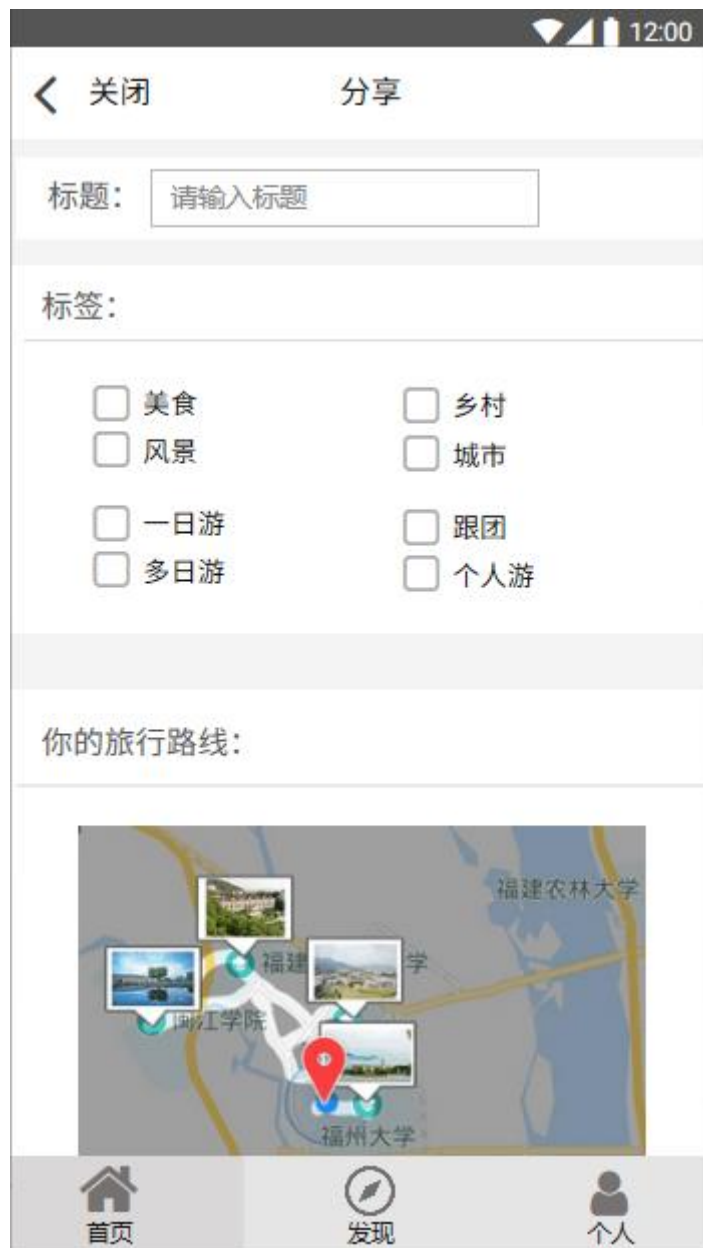 12:00
关闭 分享
标题： 请输入标题
标签：
美食 乡村
风景 城市
一日游 跟团
多日游 个人游
你的旅行路线：
福建农林大学
福建 学
闽江学院
福州大学
首页 发现 个人